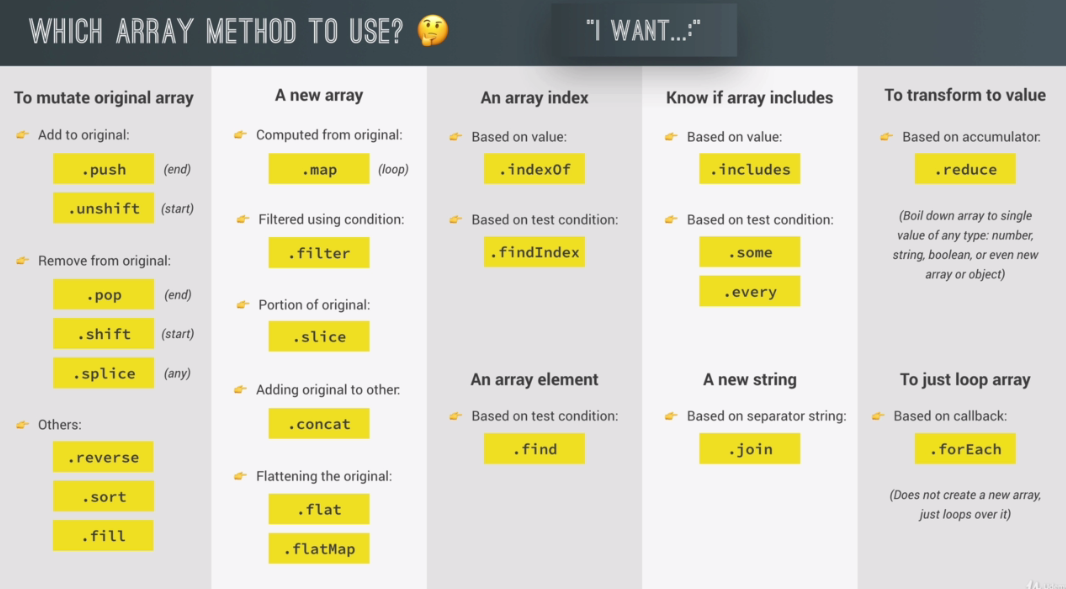 WHICH ARRAY METHOD TO USE? 🤔
"I WANT...:"
To mutate original array
👉 Add to original:
.push (end)
.unshift (start)
👉 Remove from original:
.pop (end)
.shift (start)
.splice (any)
👉 Others:
.reverse
.sort
.fill
A new array
👉 Computed from original:
.map (loop)
👉 Filtered using condition:
.filter
👉 Portion of original:
.slice
👉 Adding original to other:
.concat
👉 Flattening the original:
.flat
.flatMap
An array index
👉 Based on value:
.indexOf
👉 Based on test condition:
.findIndex
An array element
👉 Based on test condition:
.find
Know if array includes
👉 Based on value:
.includes
👉 Based on test condition:
.some
.every
A new string
👉 Based on separator string:
.join
To transform to value
👉 Based on accumulator:
.reduce
(Boil down array to single
value of any type: number,
string, boolean, or even new
array or object)
To just loop array
👉 Based on callback:
.forEach
(Does not create a new array,
just loops over it)